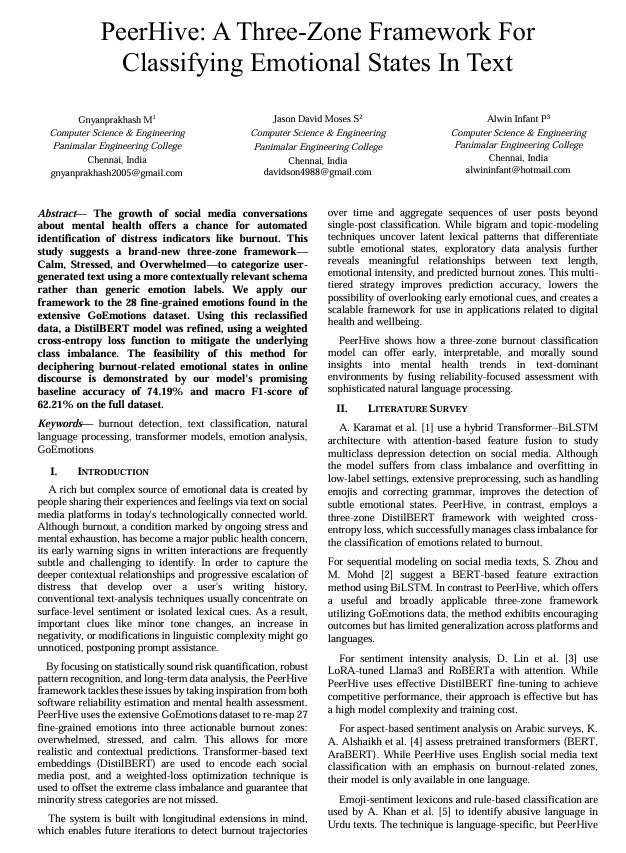 PeerHive: A Three-Zone Framework For
Classifying Emotional States In Text
Gnyanprakhash M1
Computer Science & Engineering
Panimalar Engineering College
Chennai, India
gnyanprakhash2005@gmail.com
Jason David Moses S2
Computer Science & Engineering
Panimalar Engineering College
Chennai, India
davidson4988@gmail.com
Alwin Infant P3
Computer Science & Engineering
Panimalar Engineering College
Chennai, India
alwininfant@hotmail.com
Abstract— The growth of social media conversations
about mental health offers a chance for automated
identification of distress indicators like burnout. This
study suggests a brand-new three-zone framework—
Calm, Stressed, and Overwhelmed—to categorize user-
generated text using a more contextually relevant schema
rather than generic emotion labels. We apply our
framework to the 28 fine-grained emotions found in the
extensive GoEmotions dataset. Using this reclassified
data, a DistilBERT model was refined, using a weighted
cross-entropy loss function to mitigate the underlying
class imbalance. The feasibility of this method for
deciphering burnout-related emotional states in online
discourse is demonstrated by our model's promising
baseline accuracy of 74.19% and macro F1-score of
62.21% on the full dataset.
Keywords— burnout detection, text classification, natural
language processing, transformer models, emotion analysis,
GoEmotions
I. INTRODUCTION
A rich but complex source of emotional data is created by
people sharing their experiences and feelings via text on social
media platforms in today's technologically connected world.
Although burnout, a condition marked by ongoing stress and
mental exhaustion, has become a major public health concern,
its early warning signs in written interactions are frequently
subtle and challenging to identify. In order to capture the
deeper contextual relationships and progressive escalation of
distress that develop over a user's writing history,
conventional text-analysis techniques usually concentrate on
surface-level sentiment or isolated lexical cues. As a result,
important clues like minor tone changes, an increase in
negativity, or modifications in linguistic complexity might go
unnoticed, postponing prompt assistance.
By focusing on statistically sound risk quantification, robust
pattern recognition, and long-term data analysis, the PeerHive
framework tackles these issues by taking inspiration from both
software reliability estimation and mental health assessment.
PeerHive uses the extensive GoEmotions dataset to re-map 27
fine-grained emotions into three actionable burnout zones:
overwhelmed, stressed, and calm. This allows for more
realistic and contextual predictions. Transformer-based text
embeddings (DistilBERT) are used to encode each social
media post, and a weighted-loss optimization technique is
used to offset the extreme class imbalance and guarantee that
minority stress categories are not missed.
The system is built with longitudinal extensions in mind,
which enables future iterations to detect burnout trajectories
over time and aggregate sequences of user posts beyond
single-post classification. While bigram and topic-modeling
techniques uncover latent lexical patterns that differentiate
subtle emotional states, exploratory data analysis further
reveals meaningful relationships between text length,
emotional intensity, and predicted burnout zones. This multi-
tiered strategy improves prediction accuracy, lowers the
possibility of overlooking early emotional cues, and creates a
scalable framework for use in applications related to digital
health and wellbeing.
PeerHive shows how a three-zone burnout classification
model can offer early, interpretable, and morally sound
insights into mental health trends in text-dominant
environments by fusing reliability-focused assessment with
sophisticated natural language processing.
II. LITERATURE SURVEY
A. Karamat et al. [1] use a hybrid Transformer–BiLSTM
architecture with attention-based feature fusion to study
multiclass depression detection on social media. Although
the model suffers from class imbalance and overfitting in
low-label settings, extensive preprocessing, such as handling
emojis and correcting grammar, improves the detection of
subtle emotional states. PeerHive, in contrast, employs a
three-zone DistilBERT framework with weighted cross-
entropy loss, which successfully manages class imbalance for
the classification of emotions related to burnout.
For sequential modeling on social media texts, S. Zhou and
M. Mohd [2] suggest a BERT-based feature extraction
method using BiLSTM. In contrast to PeerHive, which offers
a useful and broadly applicable three-zone framework
utilizing GoEmotions data, the method exhibits encouraging
outcomes but has limited generalization across platforms and
languages.
For sentiment intensity analysis, D. Lin et al. [3] use
LoRA-tuned Llama3 and RoBERTa with attention. While
PeerHive uses effective DistilBERT fine-tuning to achieve
competitive performance, their approach is effective but has
a high model complexity and training cost.
For aspect-based sentiment analysis on Arabic surveys, K.
A. Alshaikh et al. [4] assess pretrained transformers (BERT,
AraBERT). While PeerHive uses English social media text
classification with an emphasis on burnout-related zones,
their model is only available in one language.
Emoji-sentiment lexicons and rule-based classification are
used by A. Khan et al. [5] to identify abusive language in
Urdu texts. The technique is language-specific, but PeerHive